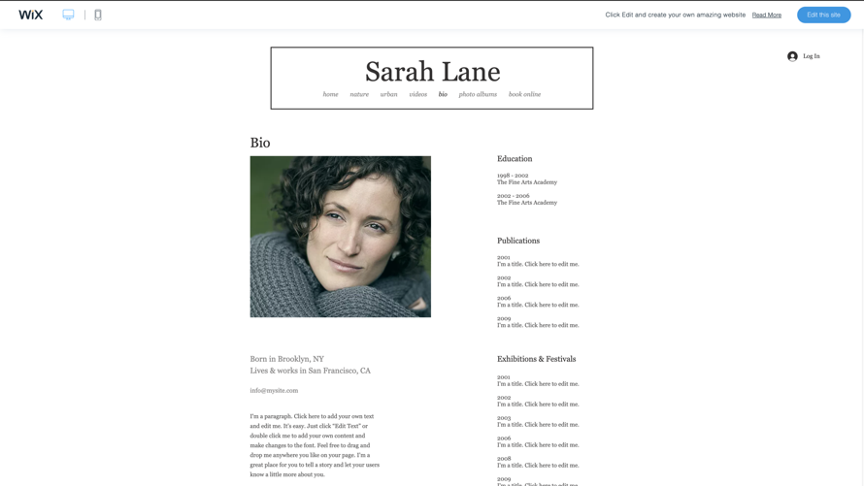 WiX
Click Edit and create your own amazing website Read More
Edit this site
Log In
Sarah Lane
home nature urban videos bio photo albums book online
Bio
Born in Brooklyn, NY
Lives & works in San Francisco, CA
info@mysite.com
I'm a paragraph. Click here to add your own text
and edit me. It's easy. Just click "Edit Text" or
double click me to add your own content and
make changes to the font. Feel free to drag and
drop me anywhere you like on your page. I'm a
great place for you to tell a story and let your users
know a little more about you.
Education
1998 - 2002
The Fine Arts Academy
2002 - 2006
The Fine Arts Academy
Publications
2001
I'm a title. Click here to edit me.
2002
I'm a title. Click here to edit me.
2006
I'm a title. Click here to edit me.
2009
I'm a title. Click here to edit me.
Exhibitions & Festivals
2001
I'm a title. Click here to edit me.
2002
I'm a title. Click here to edit me.
2003
I'm a title. Click here to edit me.
2006
I'm a title. Click here to edit me.
2008
I'm a title. Click here to edit me.
2009
I'm a title. Click here to edit me.